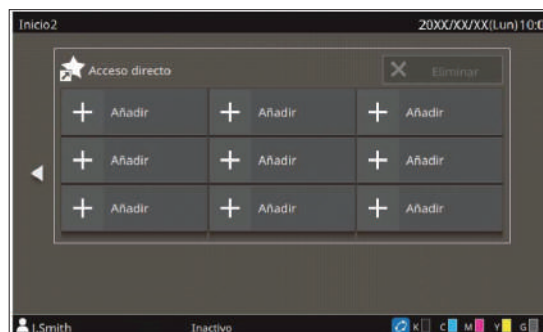 Inicio2 20XX/XX/XX(Lun)10:0
Acceso directo Eliminar
Añadir Añadir Añadir
Añadir Añadir Añadir
Añadir Añadir Añadir
J.Smith Inactivo K C M Y G